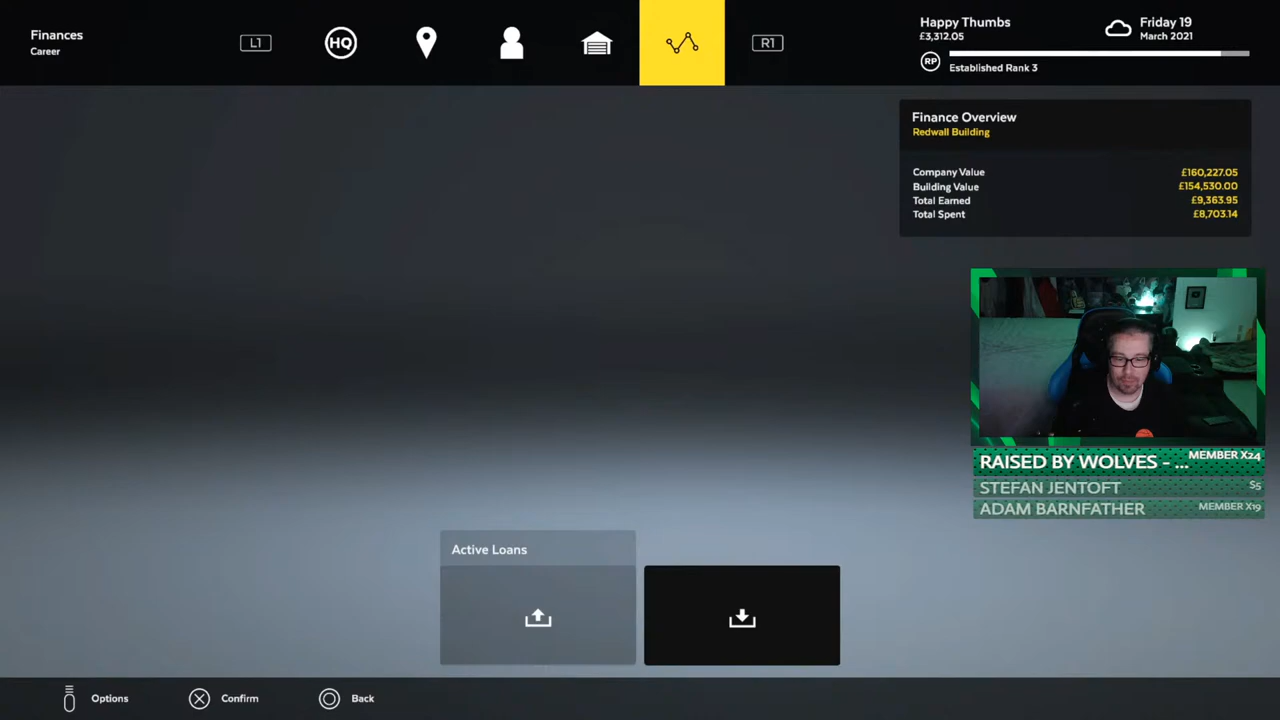 Finances
Career
L1
HQ
R1
Happy Thumbs
£3,312.05
Friday 19
March 2021
RP
Established Rank 3
Finance Overview
Redwall Building
Company Value £160,227.05
Building Value £154,530.00
Total Earned £9,363.95
Total Spent £8,703.14
RAISED BY WOLVES - ... MEMBER X24
STEFAN JENTOFT $5
ADAM BARNFATHER MEMBER X19
Active Loans
Options
Confirm
Back